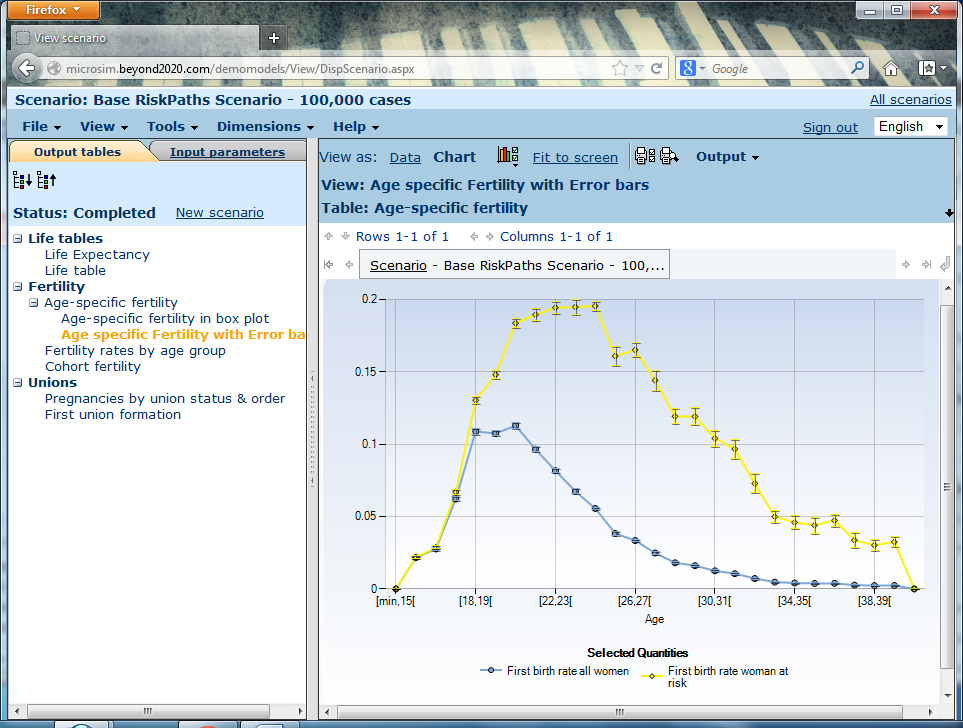 Firefox
View scenario
microsim.beyond2020.com/demomodels/View/DispScenario.aspx
Google
Scenario: Base RiskPaths Scenario - 100,000 cases
All scenarios
File View Tools Dimensions Help
Sign out
English
Output tables
Input parameters
Status: Completed
New scenario
Life tables
Life Expectancy
Life table
Fertility
Age-specific fertility
Age-specific fertility in box plot
Age specific Fertility with Error ba
Fertility rates by age group
Cohort fertility
Unions
Pregnancies by union status & order
First union formation
View as: Data Chart Fit to screen Output
View: Age specific Fertility with Error bars
Table: Age-specific fertility
Rows 1-1 of 1 Columns 1-1 of 1
Scenario - Base RiskPaths Scenario - 100,...
0.2
0.15
0.1
0.05
0
[min,15[ [18,19[ [22,23[ [26,27[ [30,31[ [34,35[ [38,39[
Age
Selected Quantities
First birth rate all women
First birth rate woman at
risk